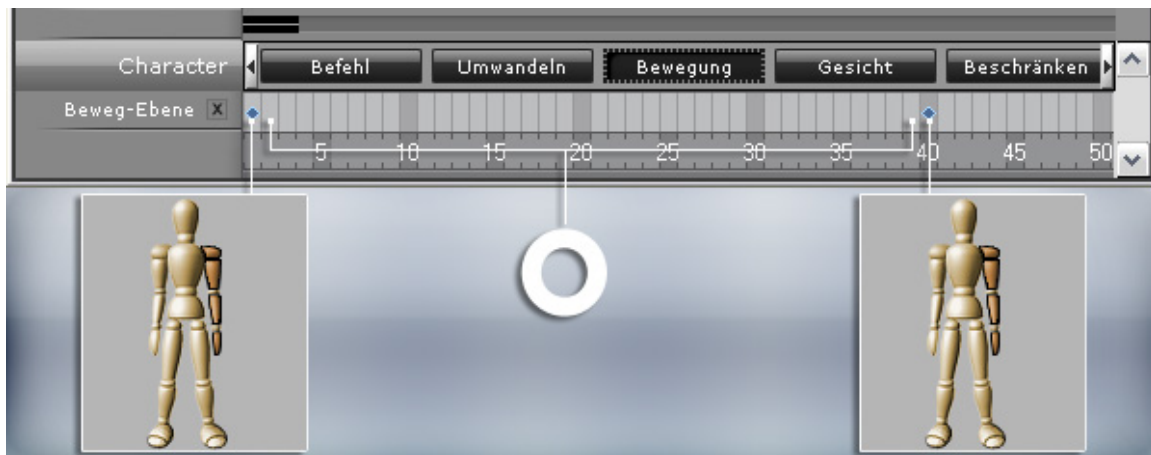 Character Befehl Umwandeln Bewegung Gesicht Beschränken
Beweg-Ebene X
5 10 15 20 25 30 35 40 45 50